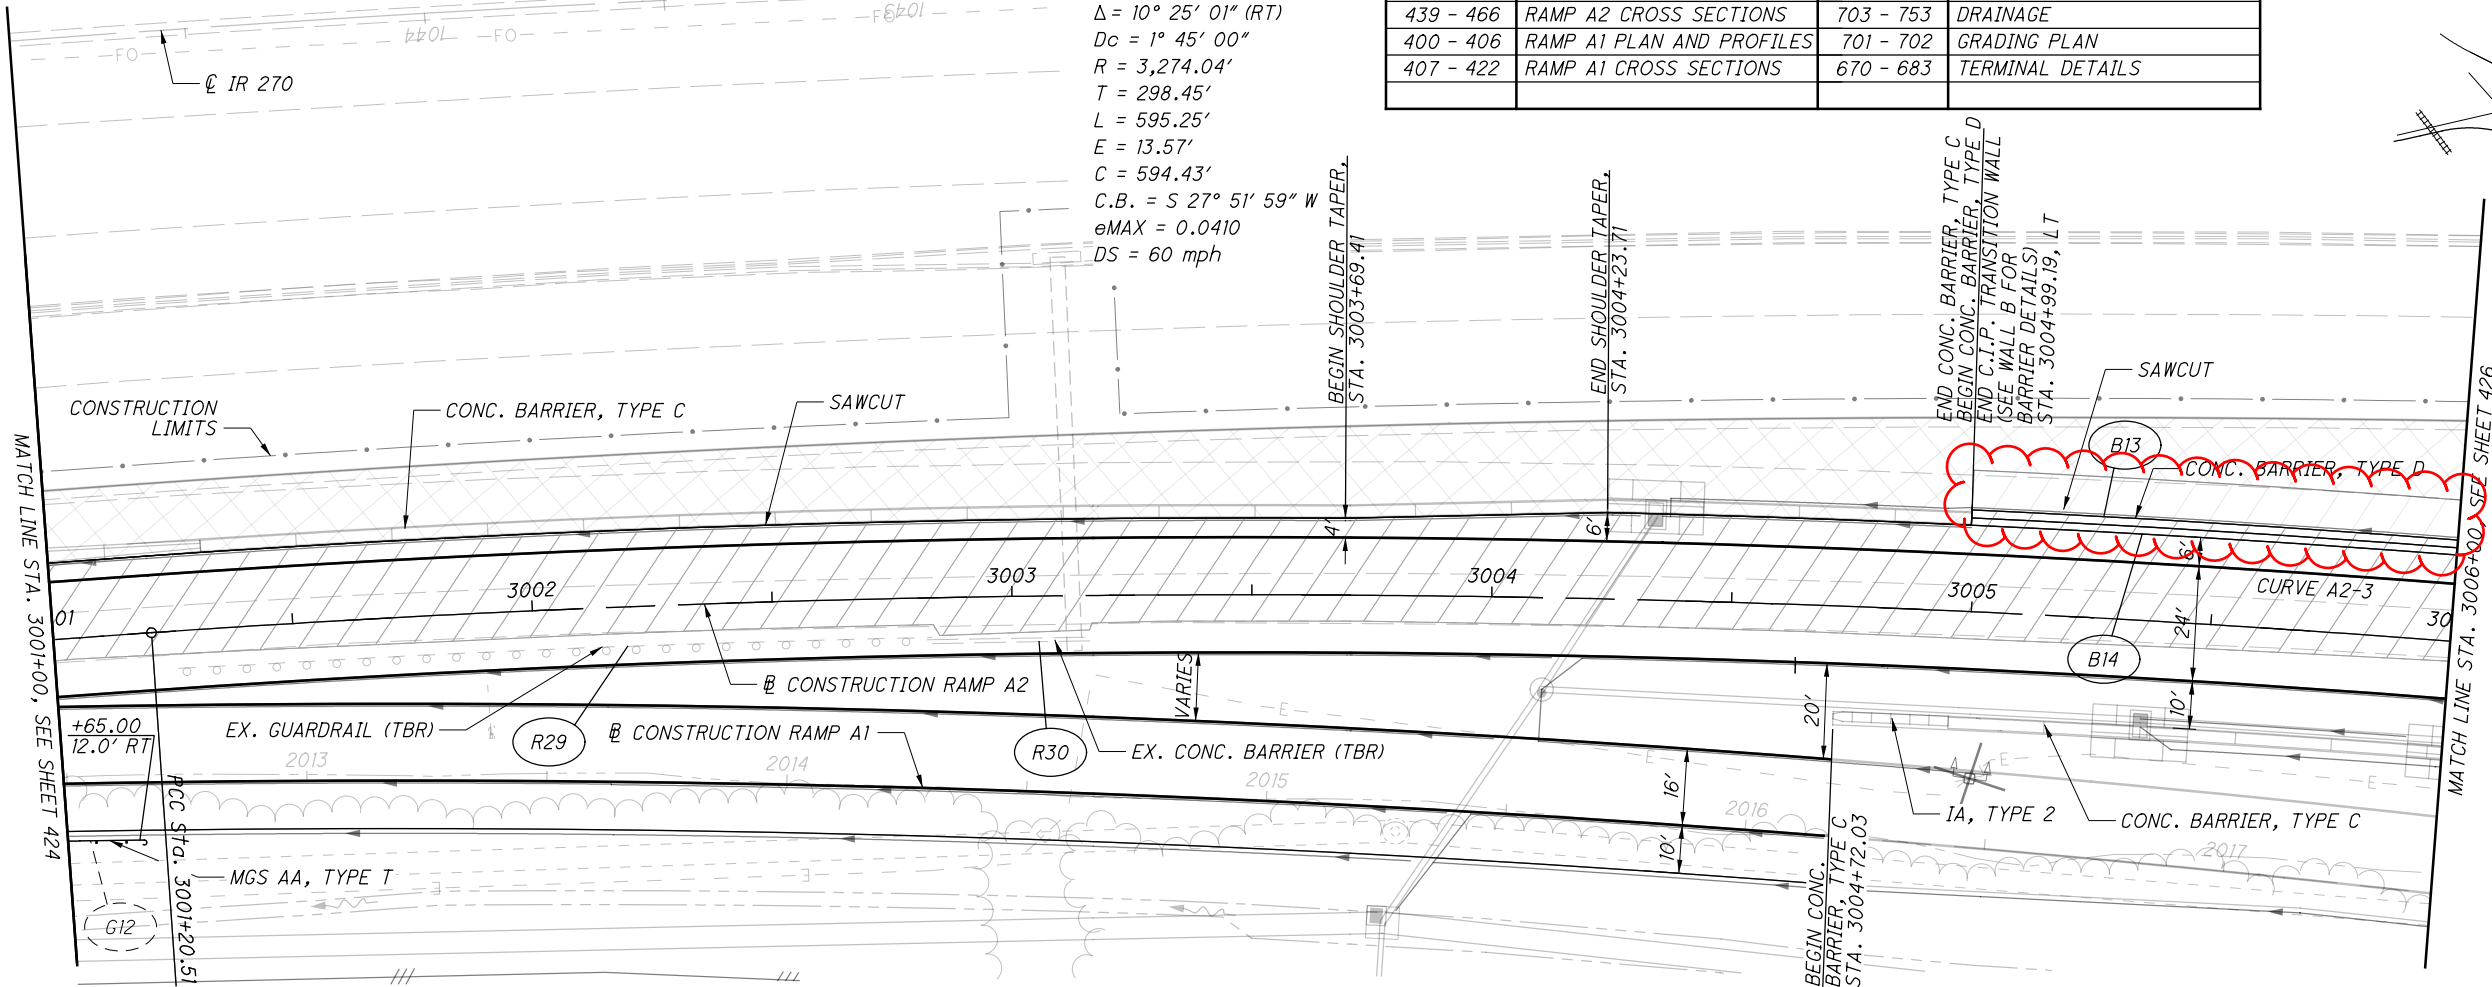 Δ = 10° 25' 01" (RT)
Dc = 1° 45' 00"
R = 3,274.04'
T = 298.45'
L = 595.25'
E = 13.57'
C = 594.43'
C.B. = S 27° 51' 59" W
eMAX = 0.0410
DS = 60 mph
439 - 466 RAMP A2 CROSS SECTIONS 703 - 753 DRAINAGE
400 - 406 RAMP A1 PLAN AND PROFILES 701 - 702 GRADING PLAN
407 - 422 RAMP A1 CROSS SECTIONS 670 - 683 TERMINAL DETAILS
1044
1043
FO
FO
FO
T
℄ IR 270
BEGIN SHOULDER TAPER,
STA. 3003+69.41
END SHOULDER TAPER,
STA. 3004+23.71
END CONC. BARRIER, TYPE C
BEGIN CONC. BARRIER, TYPE D
END C.I.P. TRANSITION WALL
(SEE WALL B FOR
BARRIER DETAILS)
STA. 3004+99.19, LT
CONSTRUCTION
LIMITS
CONC. BARRIER, TYPE C
SAWCUT
SAWCUT
B13
CONC. BARRIER, TYPE D
MATCH LINE STA. 3001+00, SEE SHEET 424
MATCH LINE STA. 3006+00, SEE SHEET 426
4'
6'
6'
01
3002
3003
3004
3005
30
CURVE A2-3
24'
B14
10'
VARIES
20'
℄ CONSTRUCTION RAMP A2
+65.00
12.0' RT
EX. GUARDRAIL (TBR)
R29
℄ CONSTRUCTION RAMP A1
R30
EX. CONC. BARRIER (TBR)
E
E
E
E
2013
2014
2015
2016
2017
16'
10'
IA, TYPE 2
CONC. BARRIER, TYPE C
PCC Sta. 3001+20.51
MGS AA, TYPE T
G12
E
E
BEGIN CONC.
BARRIER, TYPE C
STA. 3004+72.03